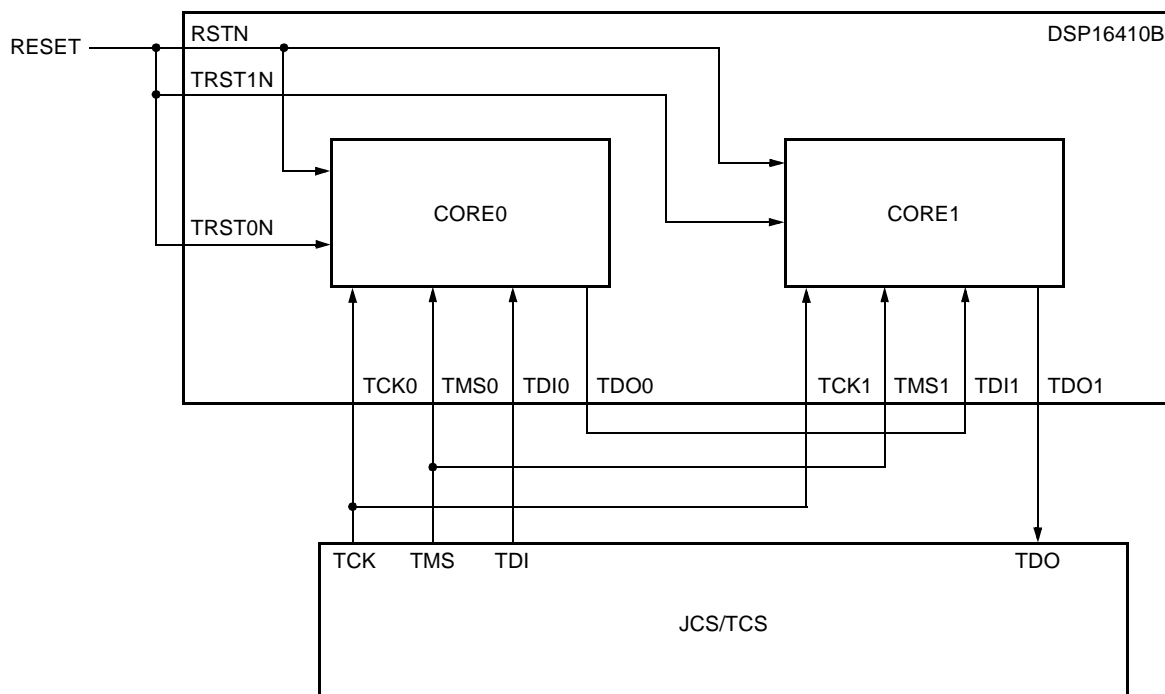 RESET
RSTN
DSP16410B
TRST1N
CORE0
CORE1
TRST0N
TCK0 TMS0 TDI0 TDO0 TCK1 TMS1 TDI1 TDO1
TCK TMS TDI TDO
JCS/TCS